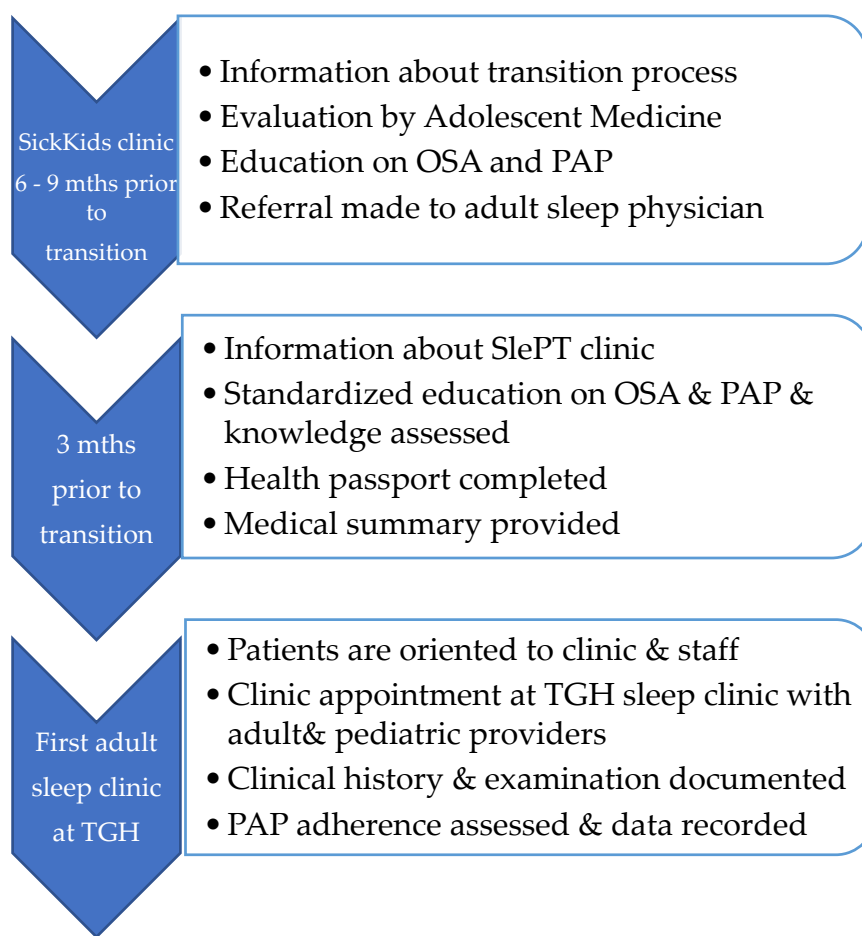 SickKids clinic
6 - 9 mths prior
to
transition
• Information about transition process
• Evaluation by Adolescent Medicine
• Education on OSA and PAP
• Referral made to adult sleep physician
3 mths
prior to
transition
• Information about SlePT clinic
• Standardized education on OSA & PAP &
knowledge assessed
• Health passport completed
• Medical summary provided
First adult
sleep clinic
at TGH
• Patients are oriented to clinic & staff
• Clinic appointment at TGH sleep clinic with
adult& pediatric providers
• Clinical history & examination documented
• PAP adherence assessed & data recorded